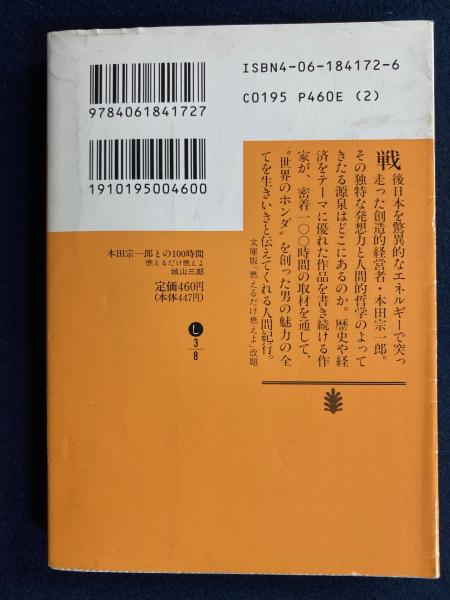 ISBN4-06-184172-6
C0195 P460E (2)
9784061841727
1910195004600
戦後日本を驚異的なエネルギーで突っ
走った創造的経営者・本田宗一郎。
その独特な発想力と人間的哲学のよって
きたる源泉はどこにあるのか。歴史や経
済をテーマに優れた作品を書き続ける作
家が、密着一〇〇時間の取材を通して、
〝世界のホンダ〟を創った男の魅力の全
てを生きいきと伝えてくれる人間紀行。
文庫版「燃えるだけ燃えよ」改題
本田宗一郎との100時間
燃えるだけ燃えよ
城山三郎
定価460円
(本体447円)
し
3
8